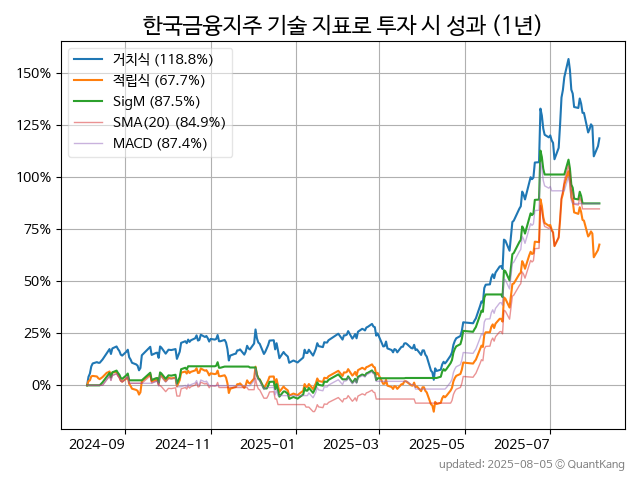 한국금융지주 기술 지표로 투자 시 성과 (1년)
거치식 (118.8%)
적립식 (67.7%)
SigM (87.5%)
SMA(20) (84.9%)
MACD (87.4%)
150%
125%
100%
75%
50%
25%
0%
2024-09
2024-11
2025-01
2025-03
2025-05
2025-07
updated: 2025-08-05 © QuantKang